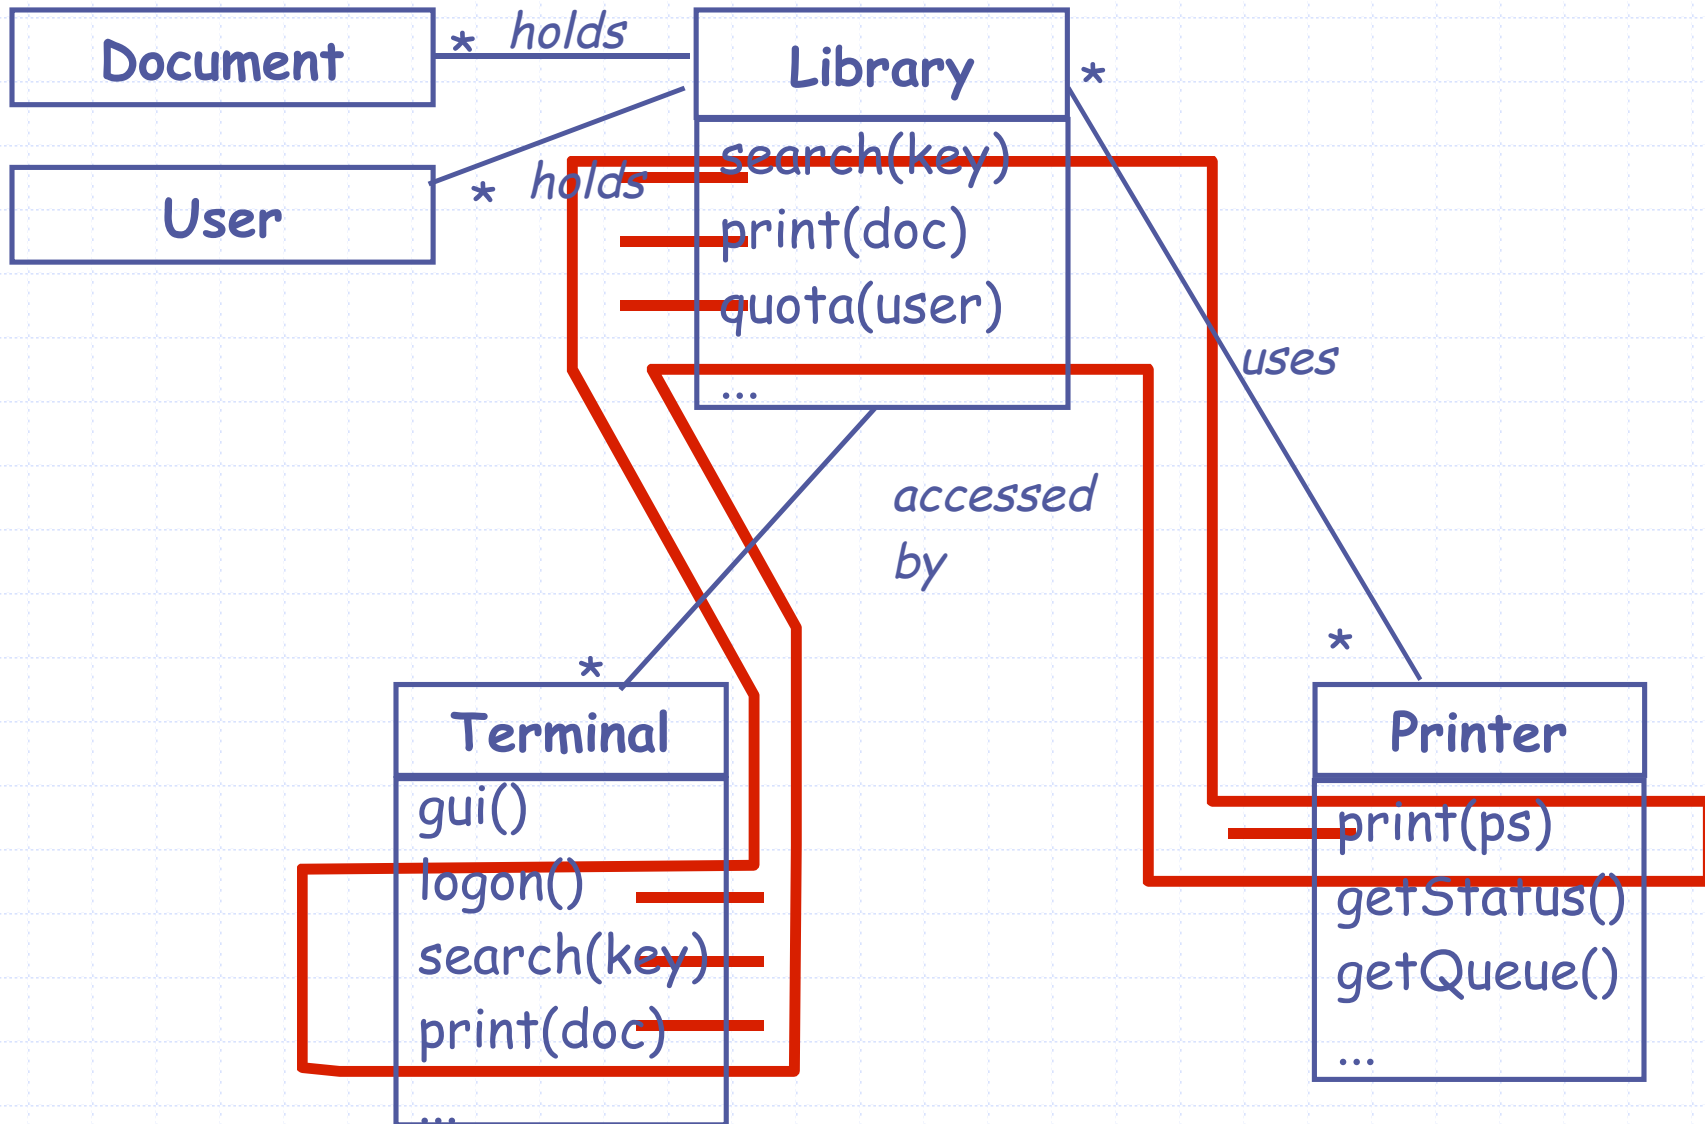 Document
* holds
Library
*
User
* holds
search(key)
print(doc)
quota(user)
...
uses
accessed
by
*
*
Terminal
gui()
logon()
search(key)
print(doc)
...
Printer
print(ps)
getStatus()
getQueue()
...